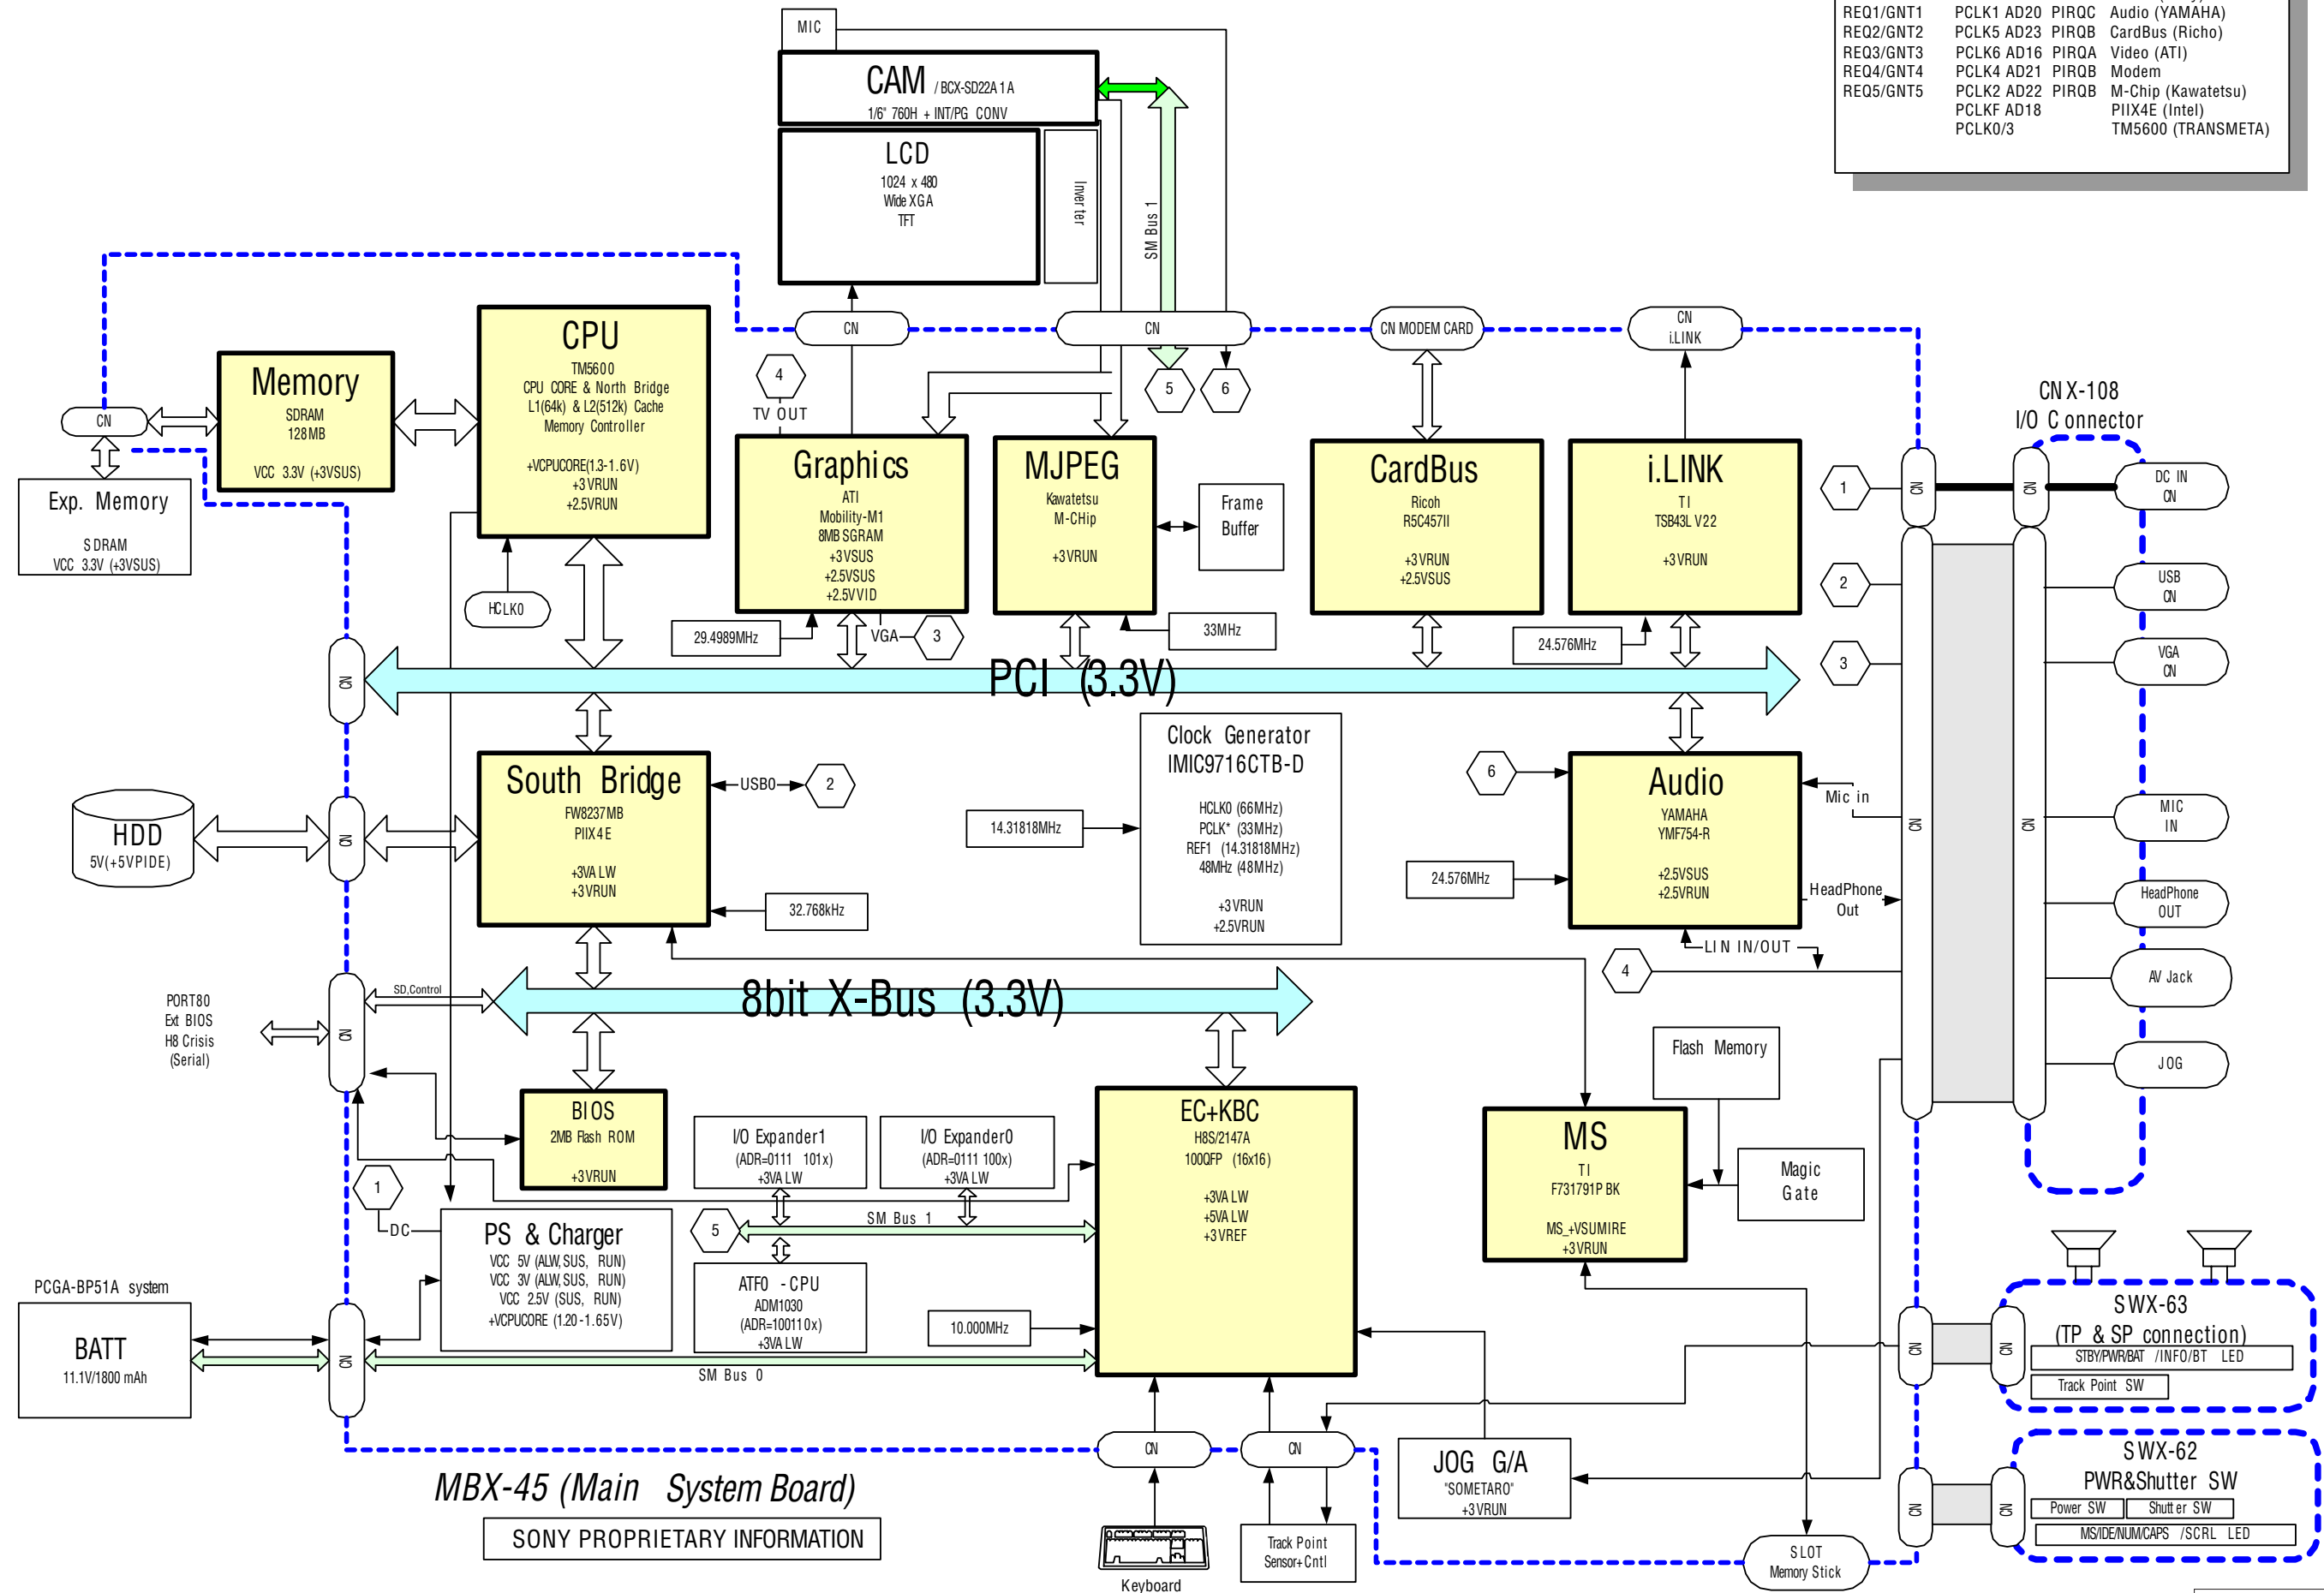 REQ1/GNT1 PCLK1 AD20 PIRQC Audio (YAMAHA)
REQ2/GNT2 PCLK5 AD23 PIRQB CardBus (Richo)
REQ3/GNT3 PCLK6 AD16 PIRQA Video (ATI)
REQ4/GNT4 PCLK4 AD21 PIRQB Modem
REQ5/GNT5 PCLK2 AD22 PIRQB M-Chip (Kawatetsu)
PCLKF AD18 PIIX4E (Intel)
PCLK0/3 TM5600 (TRANSMETA)
MIC
CAM / BCX-SD22A 1A
1/6" 760H + INT/PG CONV
LCD
1024 x 480
Wide XGA
TFT
Inverter
SM Bus 1
CN
CN
CN MODEM CARD
CN
i.LINK
4
TV OUT
5
6
CPU
TM5600
CPU CORE & North Bridge
L1(64k) & L2(512k) Cache
Memory Controller
+VCPUCORE(1.3-1.6V)
+3VRUN
+2.5VRUN
Memory
SDRAM
128MB
VCC 3.3V (+3VSUS)
CN
Exp. Memory
SDRAM
VCC 3.3V (+3VSUS)
HCLK0
Graphics
ATI
Mobility-M1
8MB SGRAM
+3VSUS
+2.5VSUS
+2.5VVID
29.4989MHz
VGA
3
MJPEG
Kawatetsu
M-CHip
+3VRUN
Frame
Buffer
33MHz
CardBus
Ricoh
R5C457II
+3VRUN
+2.5VSUS
i.LINK
TI
TSB43LV22
+3VRUN
24.576MHz
CNX-108
I/O Connector
1
CN
CN
DC IN
CN
2
USB
CN
3
VGA
CN
CN
PCI (3.3V)
South Bridge
FW8237MB
PIIX4E
+3VALW
+3VRUN
USB0
2
32.768kHz
HDD
5V(+5VPIDE)
CN
Clock Generator
IMIC9716CTB-D
HCLK0 (66MHz)
PCLK* (33MHz)
REF1 (14.31818MHz)
48MHz (48MHz)
+3VRUN
+2.5VRUN
14.31818MHz
6
Audio
YAMAHA
YMF754-R
+2.5VSUS
+2.5VRUN
24.576MHz
Mic in
HeadPhone
Out
LIN IN/OUT
4
CN
CN
MIC
IN
HeadPhone
OUT
AV Jack
JOG
PORT80
Ext BIOS
H8 Crisis
(Serial)
CN
SD,Control
8bit X-Bus (3.3V)
BIOS
2MB Flash ROM
+3VRUN
I/O Expander1
(ADR=0111 101x)
+3VALW
I/O Expander0
(ADR=0111 100x)
+3VALW
EC+KBC
H8S/2147A
100QFP (16x16)
+3VALW
+5VALW
+3VREF
Flash Memory
MS
TI
F731791PBK
MS_+VSUMIRE
+3VRUN
Magic
Gate
1
DC
PS & Charger
VCC 5V (ALW,SUS, RUN)
VCC 3V (ALW,SUS, RUN)
VCC 2.5V (SUS, RUN)
+VCPUCORE (1.20-1.65V)
5
SM Bus 1
ATF0 - CPU
ADM1030
(ADR=100110x)
+3VALW
10.000MHz
PCGA-BP51A system
BATT
11.1V/1800 mAh
CN
SM Bus 0
SWX-63
(TP & SP connection)
STBY/PWR/BAT /INFO/BT LED
Track Point SW
CN
CN
SWX-62
PWR&Shutter SW
Power SW
Shutter SW
MS/IDE/NUM/CAPS /SCRL LED
CN
CN
CN
CN
JOG G/A
"SOMETARO"
+3VRUN
MBX-45 (Main System Board)
SONY PROPRIETARY INFORMATION
Keyboard
Track Point
Sensor+Cntl
SLOT
Memory Stick